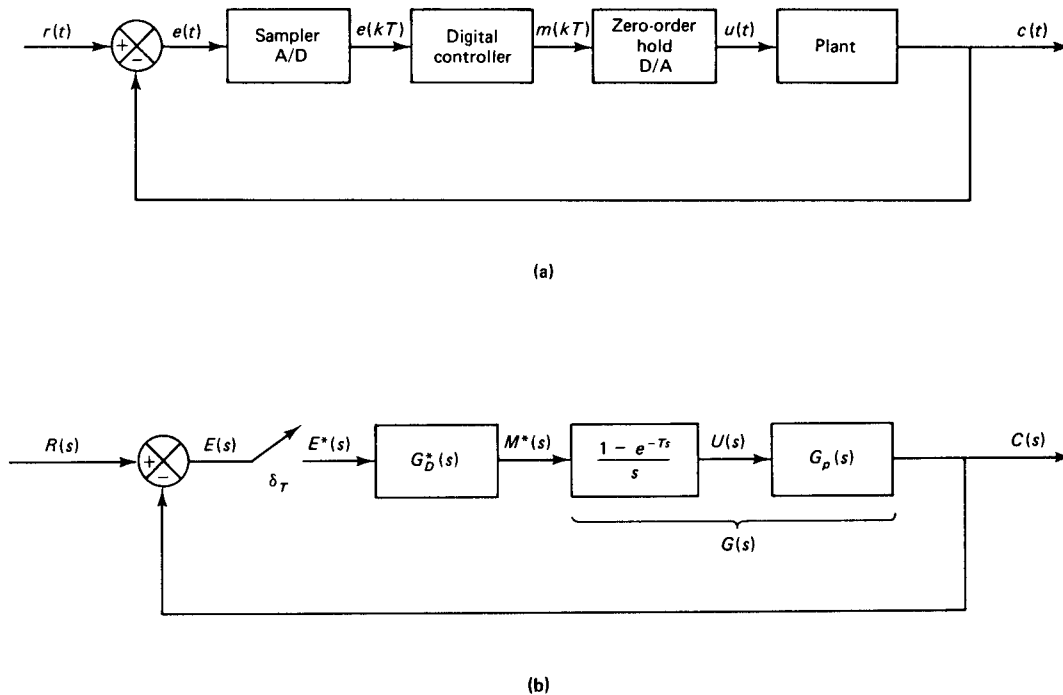 r(t)
+
−
e(t)
Sampler
A/D
e(kT)
Digital
controller
m(kT)
Zero-order
hold
D/A
u(t)
Plant
c(t)
(a)
R(s)
+
−
E(s)
δT
E*(s)
G*D(s)
M*(s)
1 − e−Ts
s
U(s)
Gp(s)
C(s)
G(s)
(b)